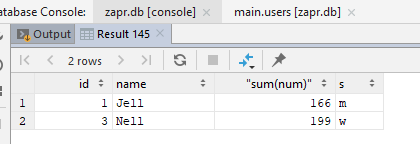 atabase Console: zapr.db [console] main.users [zapr.db]
Output Result 145
2 rows
id name "sum(num)" s
1 1 Jell 166 m
2 3 Nell 199 w